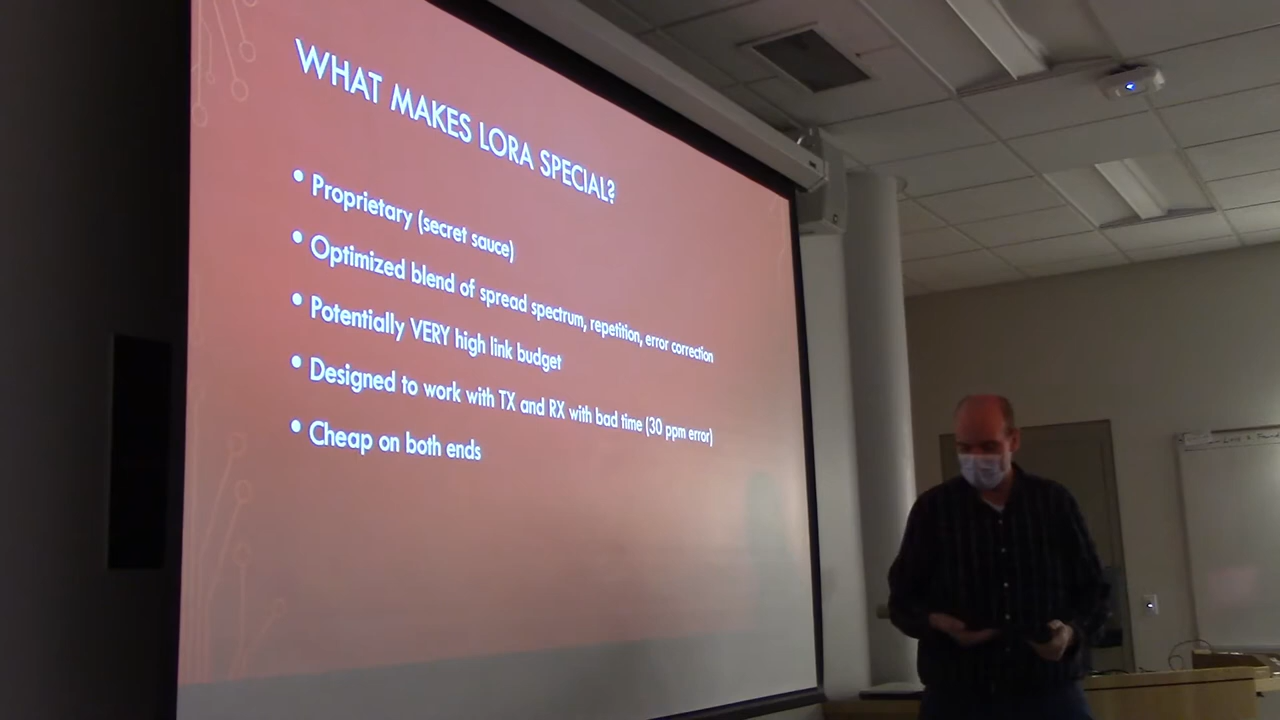 WHAT MAKES LORA SPECIAL?
• Proprietary (secret sauce)
• Optimized blend of spread spectrum, repetition, error correction
• Potentially VERY high link budget
• Designed to work with TX and RX with bad time (30 ppm error)
• Cheap on both ends